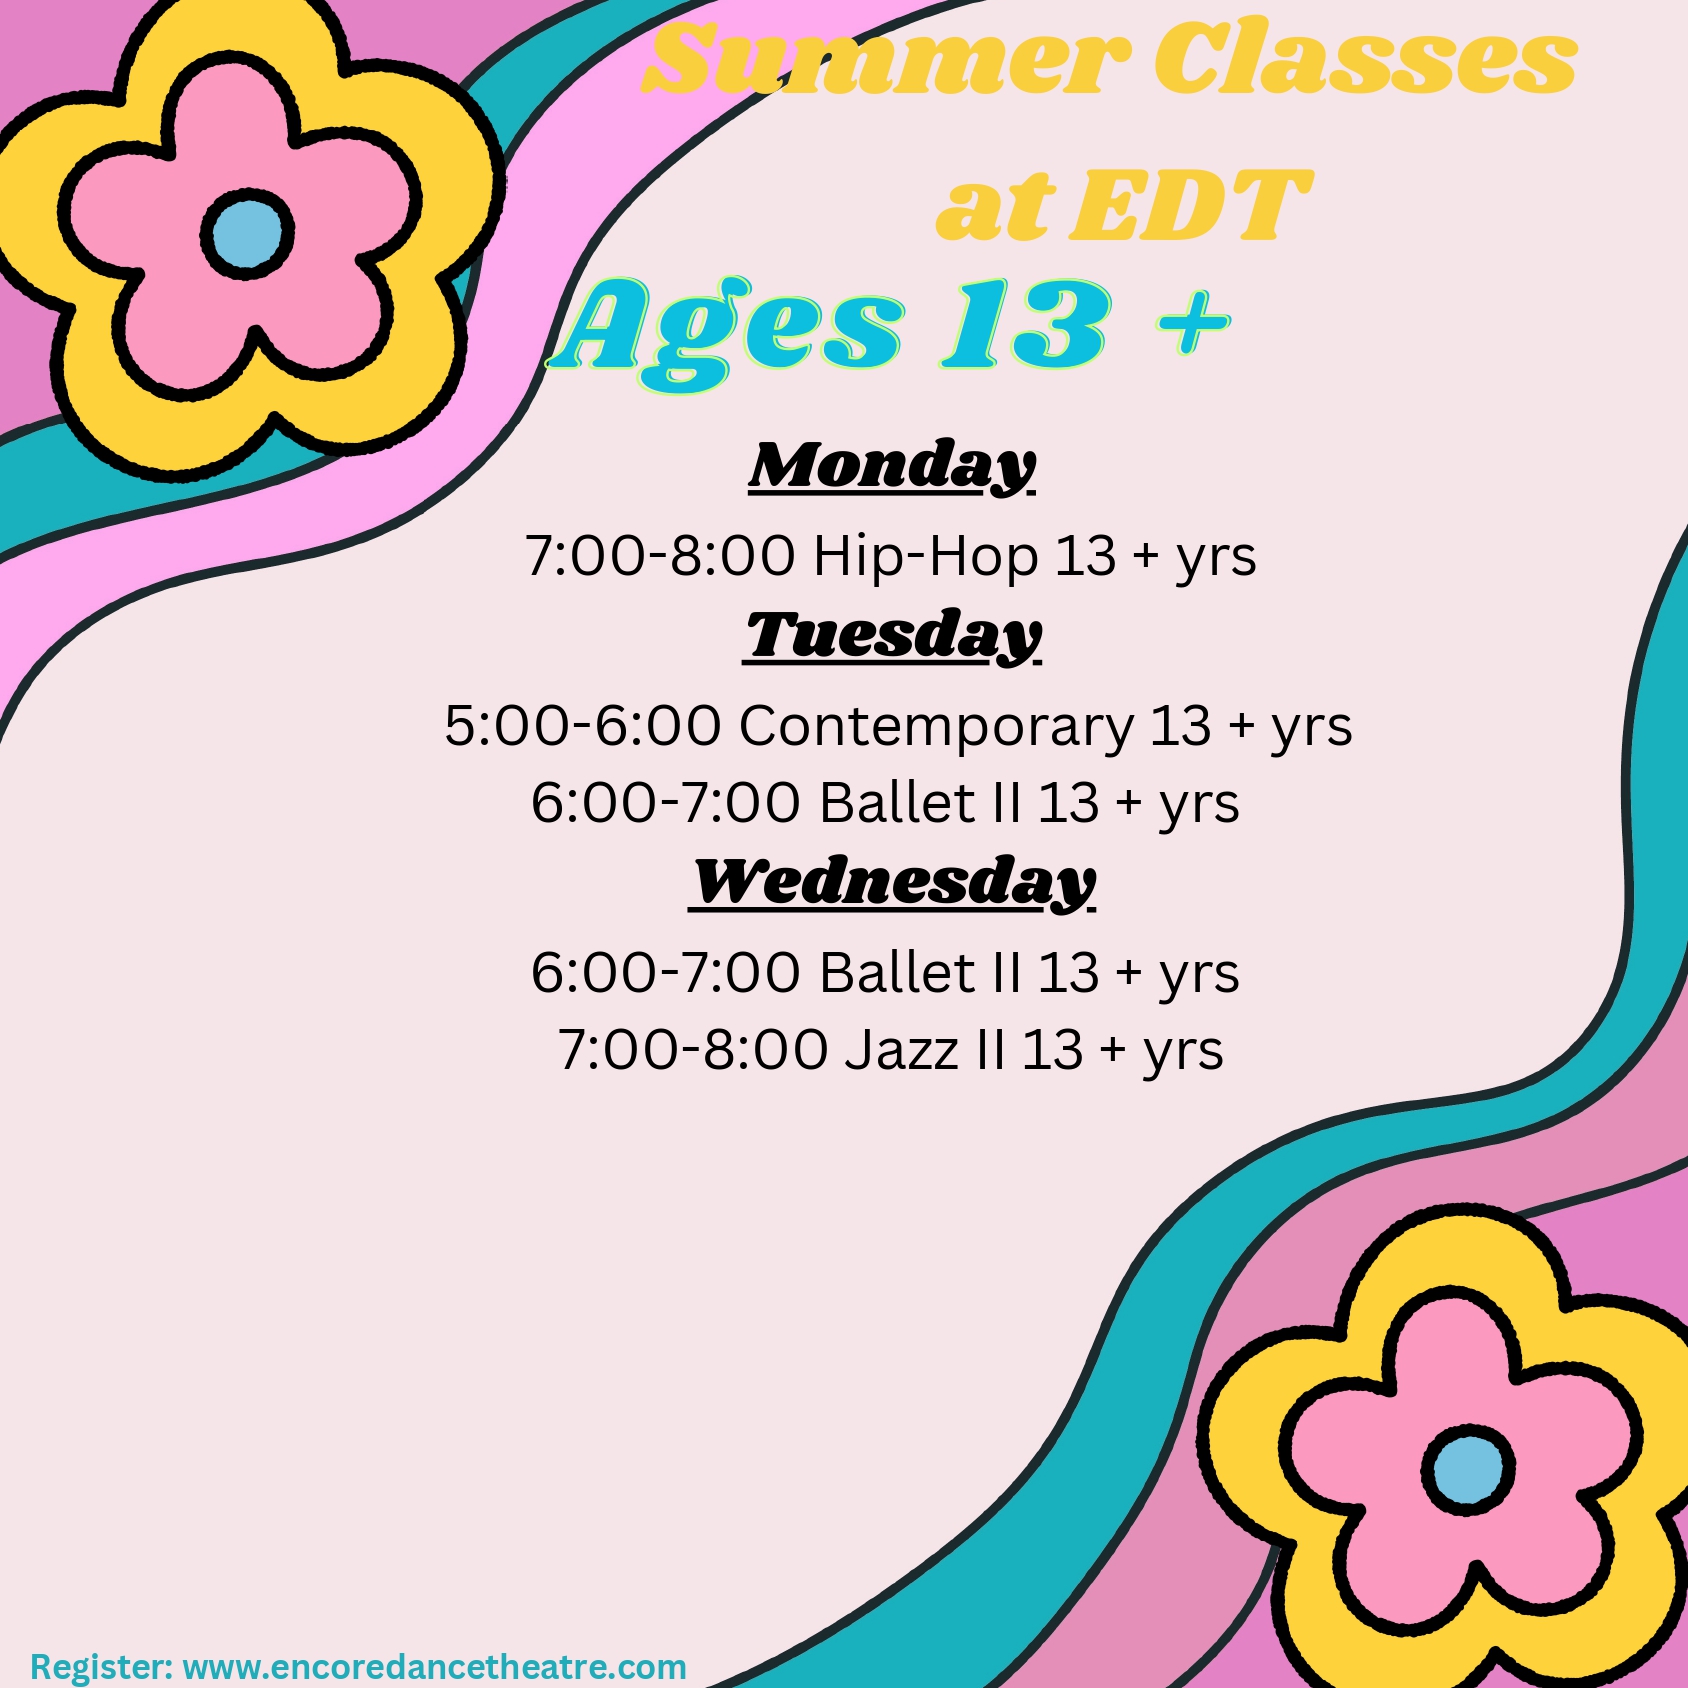 Summer Classes
at EDT
Ages 13 +
Monday
7:00-8:00 Hip-Hop 13 + yrs
Tuesday
5:00-6:00 Contemporary 13 + yrs
6:00-7:00 Ballet II 13 + yrs
Wednesday
6:00-7:00 Ballet II 13 + yrs
7:00-8:00 Jazz II 13 + yrs
Register: www.encoredancetheatre.com